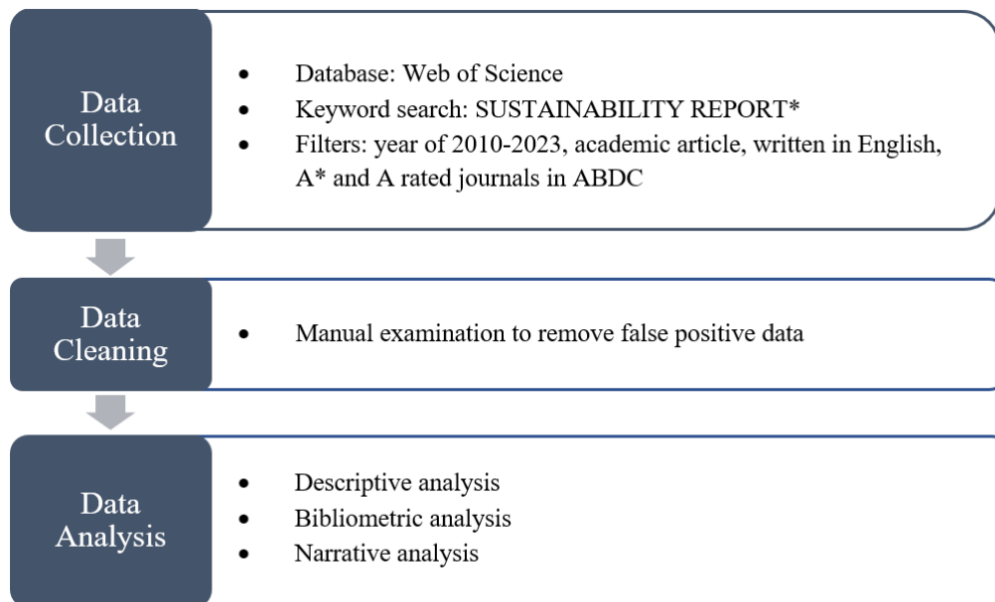 Data
Collection
• Database: Web of Science
• Keyword search: SUSTAINABILITY REPORT*
• Filters: year of 2010-2023, academic article, written in English,
A* and A rated journals in ABDC
Data
Cleaning
• Manual examination to remove false positive data
Data
Analysis
• Descriptive analysis
• Bibliometric analysis
• Narrative analysis